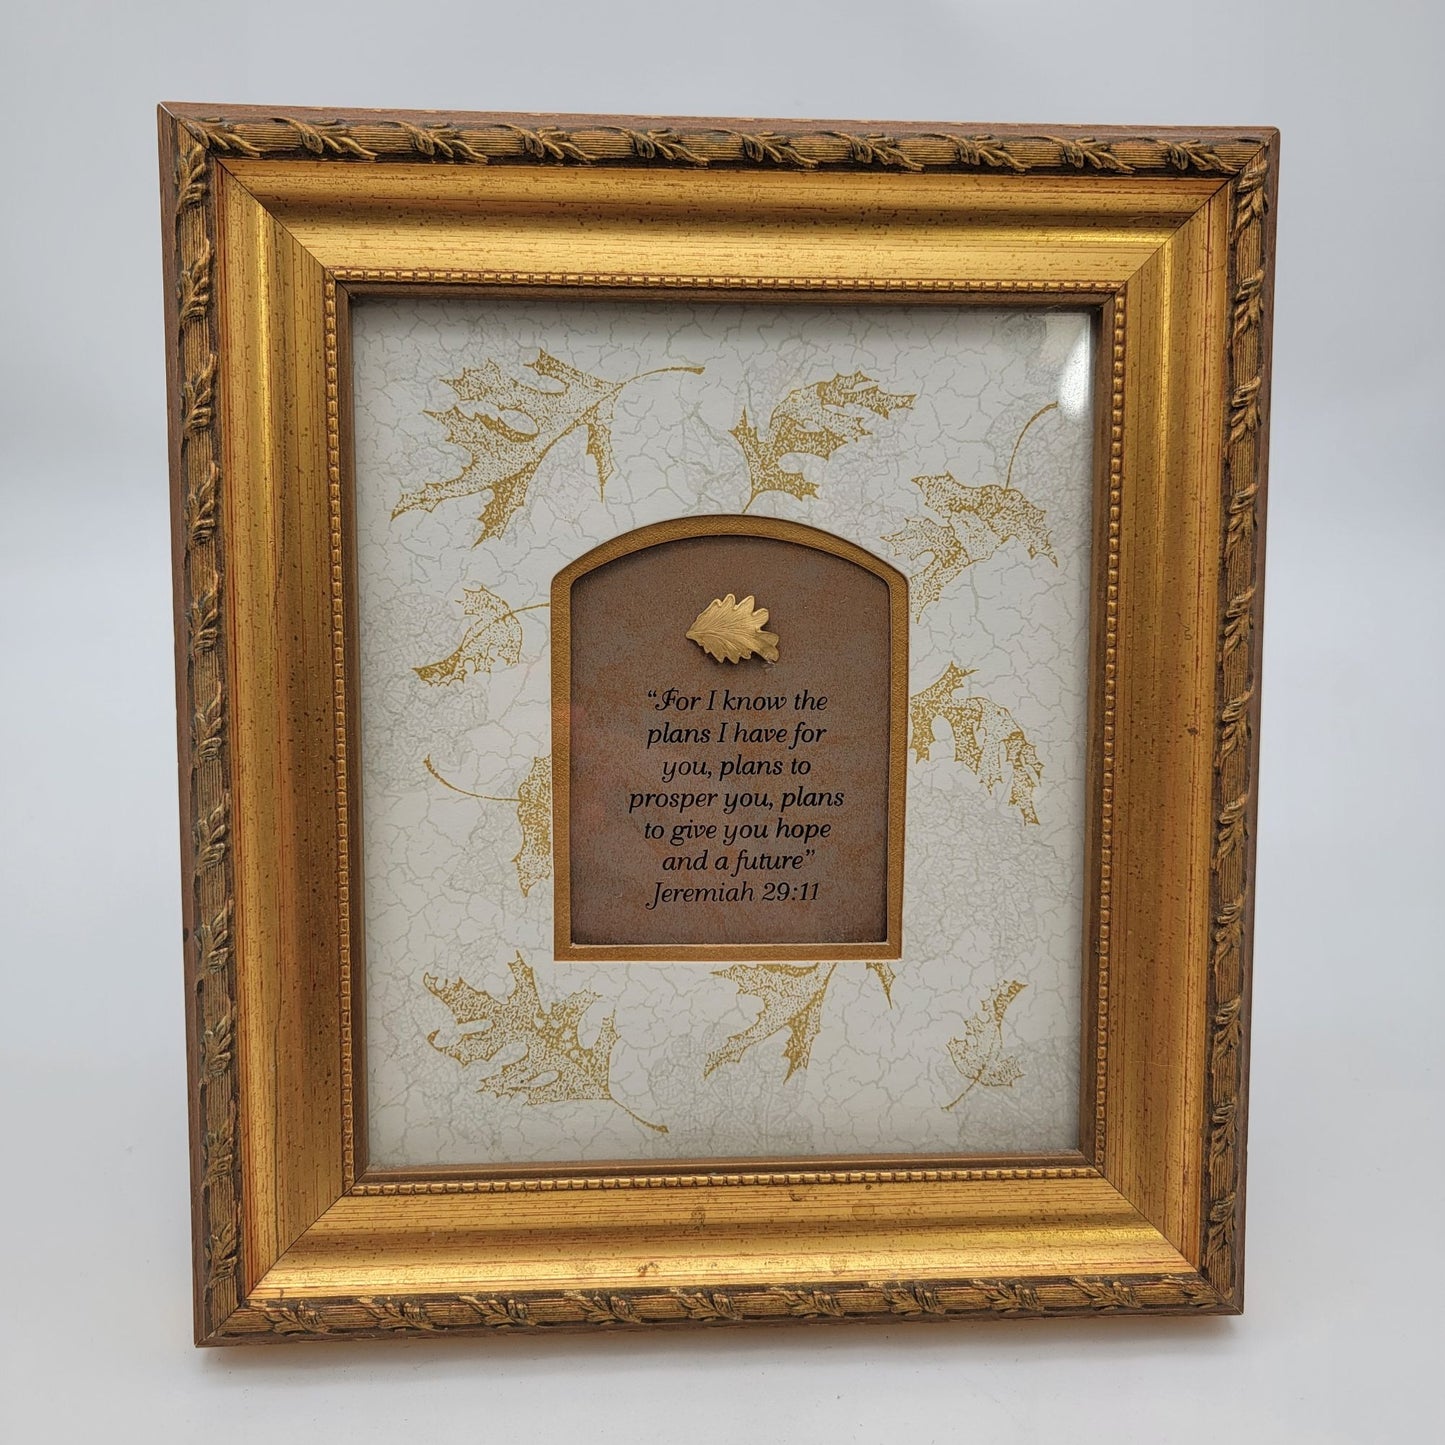 “For I know the
plans I have for
you, plans to
prosper you, plans
to give you hope
and a future”
Jeremiah 29:11